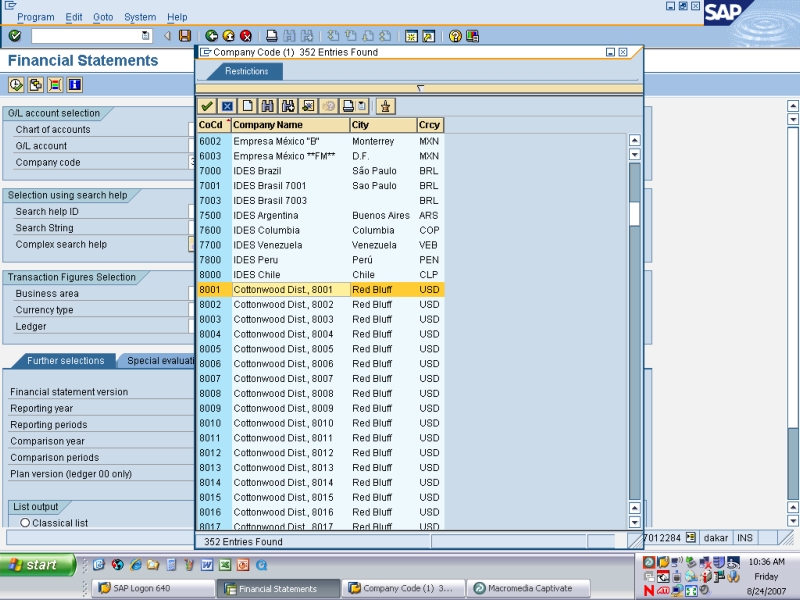 Program Edit Goto System Help
SAP
Financial Statements
G/L account selection
Chart of accounts
G/L account
Company code
Selection using search help
Search help ID
Search String
Complex search help
Transaction Figures Selection
Business area
Currency type
Ledger
Further selections Special evaluati
Financial statement version
Reporting year
Reporting periods
Comparison year
Comparison periods
Plan version (ledger 00 only)
List output
Classical list
Company Code (1) 352 Entries Found
Restrictions
CoCd Company Name City Crcy
6002 Empresa México "B" Monterrey MXN
6003 Empresa México **FM** D.F. MXN
7000 IDES Brazil São Paulo BRL
7001 IDES Brasil 7001 Sao Paulo BRL
7003 IDES Brasil 7003 BRL
7500 IDES Argentina Buenos Aires ARS
7600 IDES Columbia Columbia COP
7700 IDES Venezuela Venezuela VEB
7800 IDES Peru Perú PEN
8000 IDES Chile Chile CLP
8001 Cottonwood Dist., 8001 Red Bluff USD
8002 Cottonwood Dist., 8002 Red Bluff USD
8003 Cottonwood Dist., 8003 Red Bluff USD
8004 Cottonwood Dist., 8004 Red Bluff USD
8005 Cottonwood Dist., 8005 Red Bluff USD
8006 Cottonwood Dist., 8006 Red Bluff USD
8007 Cottonwood Dist., 8007 Red Bluff USD
8008 Cottonwood Dist., 8008 Red Bluff USD
8009 Cottonwood Dist., 8009 Red Bluff USD
8010 Cottonwood Dist., 8010 Red Bluff USD
8011 Cottonwood Dist., 8011 Red Bluff USD
8012 Cottonwood Dist., 8012 Red Bluff USD
8013 Cottonwood Dist., 8013 Red Bluff USD
8014 Cottonwood Dist., 8014 Red Bluff USD
8015 Cottonwood Dist., 8015 Red Bluff USD
8016 Cottonwood Dist., 8016 Red Bluff USD
8017 Cottonwood Dist., 8017 Red Bluff USD
352 Entries Found
7012284 dakar INS
start
SAP Logon 640 Financial Statements Company Code (1) 3... Macromedia Captivate
10:36 AM
Friday
8/24/2007